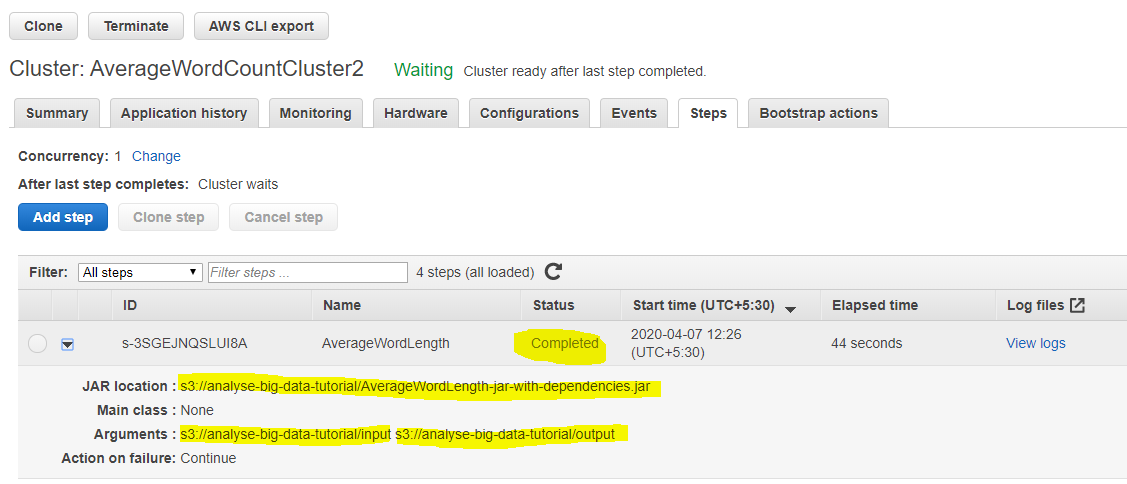 Clone Terminate AWS CLI export
Cluster: AverageWordCountCluster2 Waiting Cluster ready after last step completed.
Summary Application history Monitoring Hardware Configurations Events Steps Bootstrap actions
Concurrency: 1 Change
After last step completes: Cluster waits
Add step Clone step Cancel step
Filter: All steps Filter steps ... 4 steps (all loaded)
ID Name Status Start time (UTC+5:30) Elapsed time Log files
s-3SGEJNQSLUI8A AverageWordLength Completed 2020-04-07 12:26 44 seconds View logs
(UTC+5:30)
JAR location : s3://analyse-big-data-tutorial/AverageWordLength-jar-with-dependencies.jar
Main class : None
Arguments : s3://analyse-big-data-tutorial/input s3://analyse-big-data-tutorial/output
Action on failure: Continue